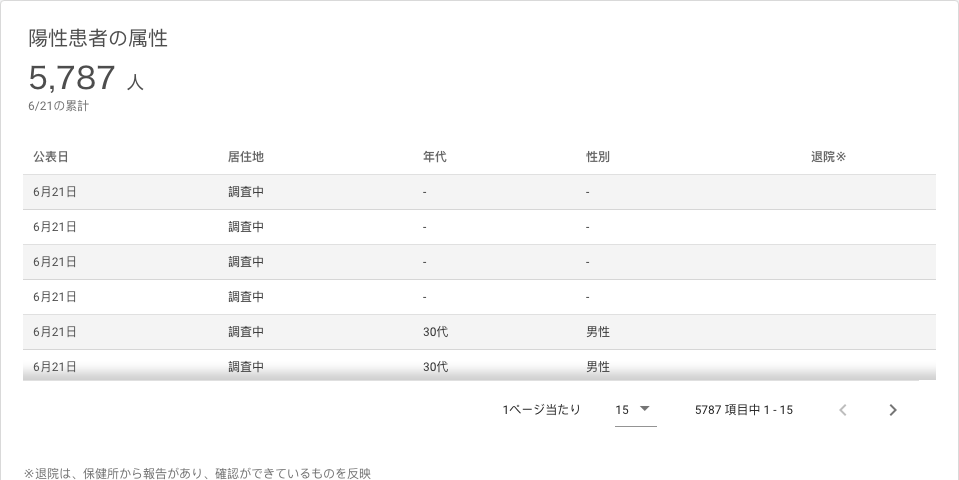 陽性患者の属性
5,787 人
6/21の累計
公表日 居住地 年代 性別 退院※
6月21日 調査中 - -
6月21日 調査中 - -
6月21日 調査中 - -
6月21日 調査中 - -
6月21日 調査中 30代 男性
6月21日 調査中 30代 男性
1ページ当たり 15 5787 項目中 1 - 15
※退院は、保健所から報告があり、確認ができているものを反映